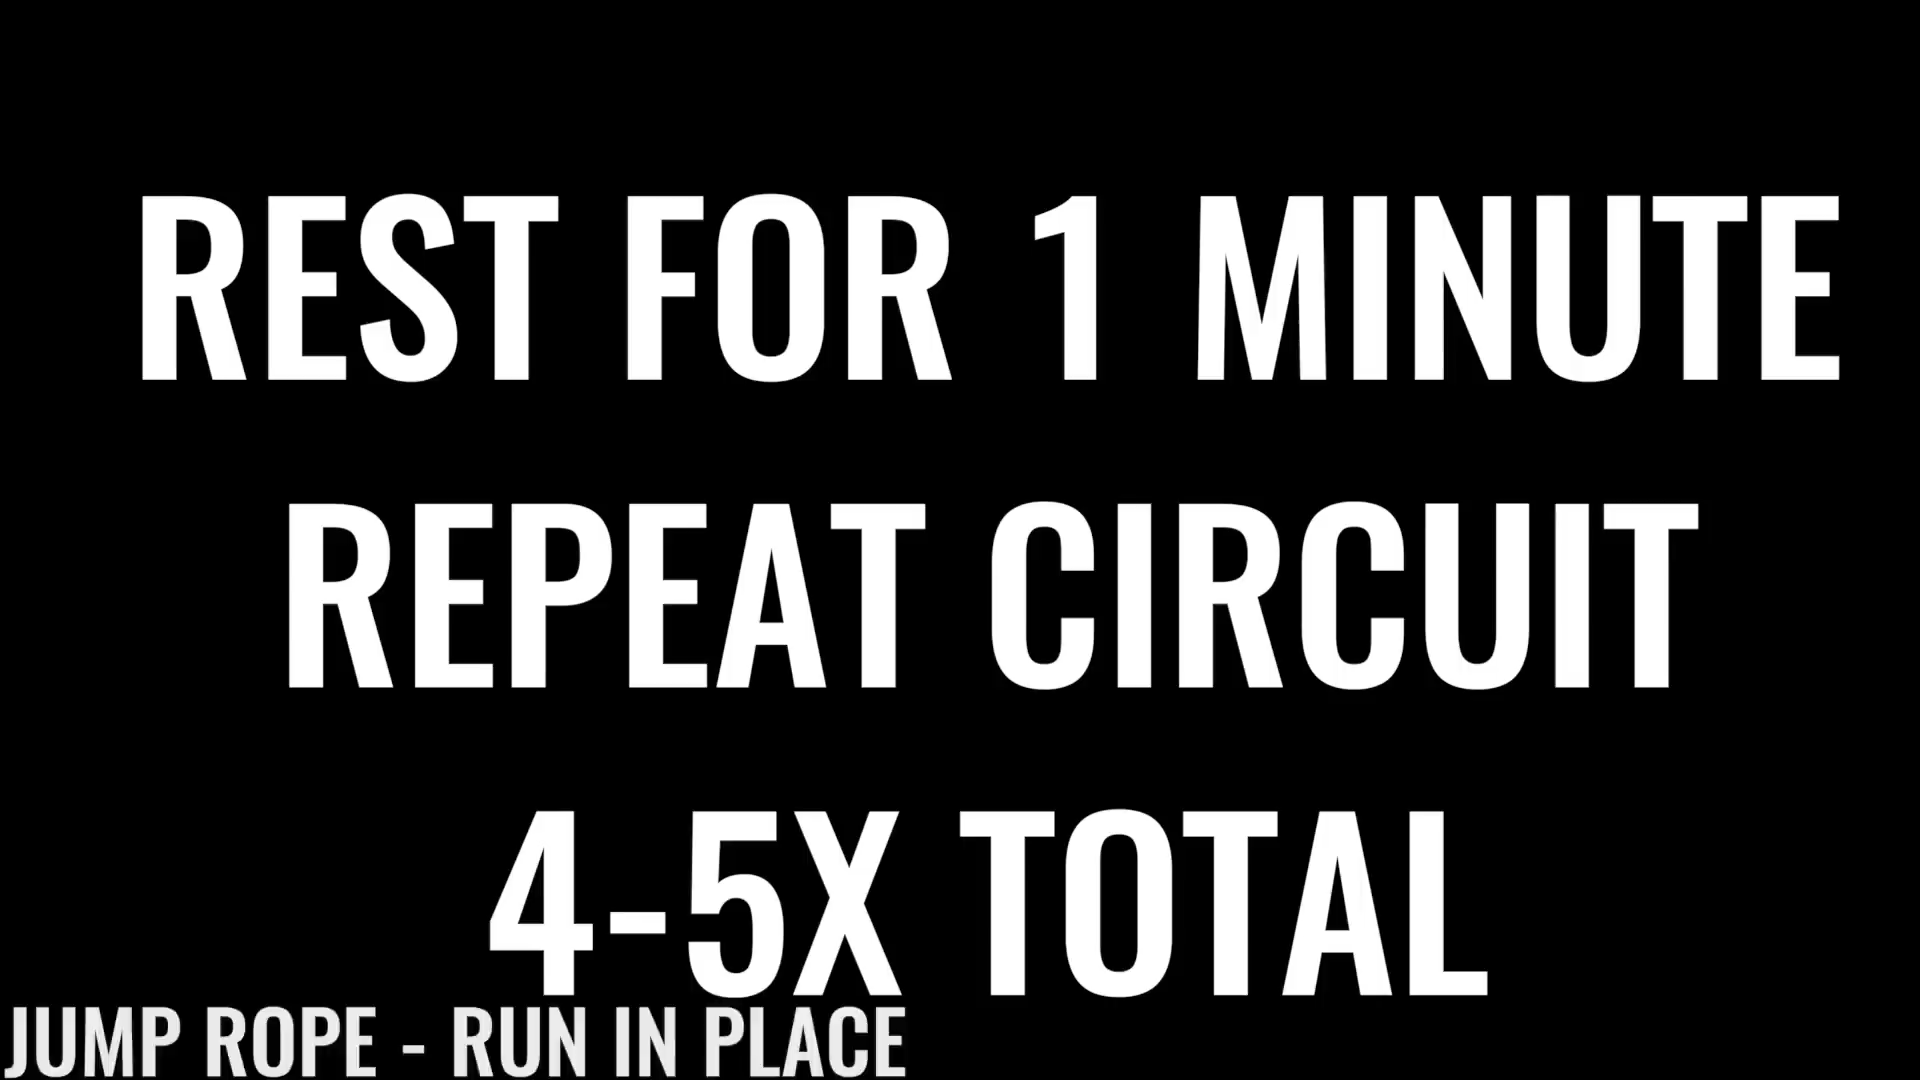 REST FOR 1 MINUTE
REPEAT CIRCUIT
4-5X TOTAL
JUMP ROPE - RUN IN PLACE